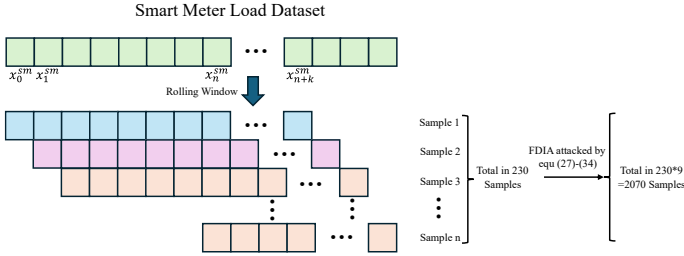 Smart Meter Load Dataset
x_0^{sm} x_1^{sm} x_n^{sm} x_{n+k}^{sm}
Rolling Window
Sample 1
Sample 2
Sample 3
Sample n
Total in 230
Samples
FDIA attacked by
equ (27)-(34)
Total in 230*9
=2070 Samples